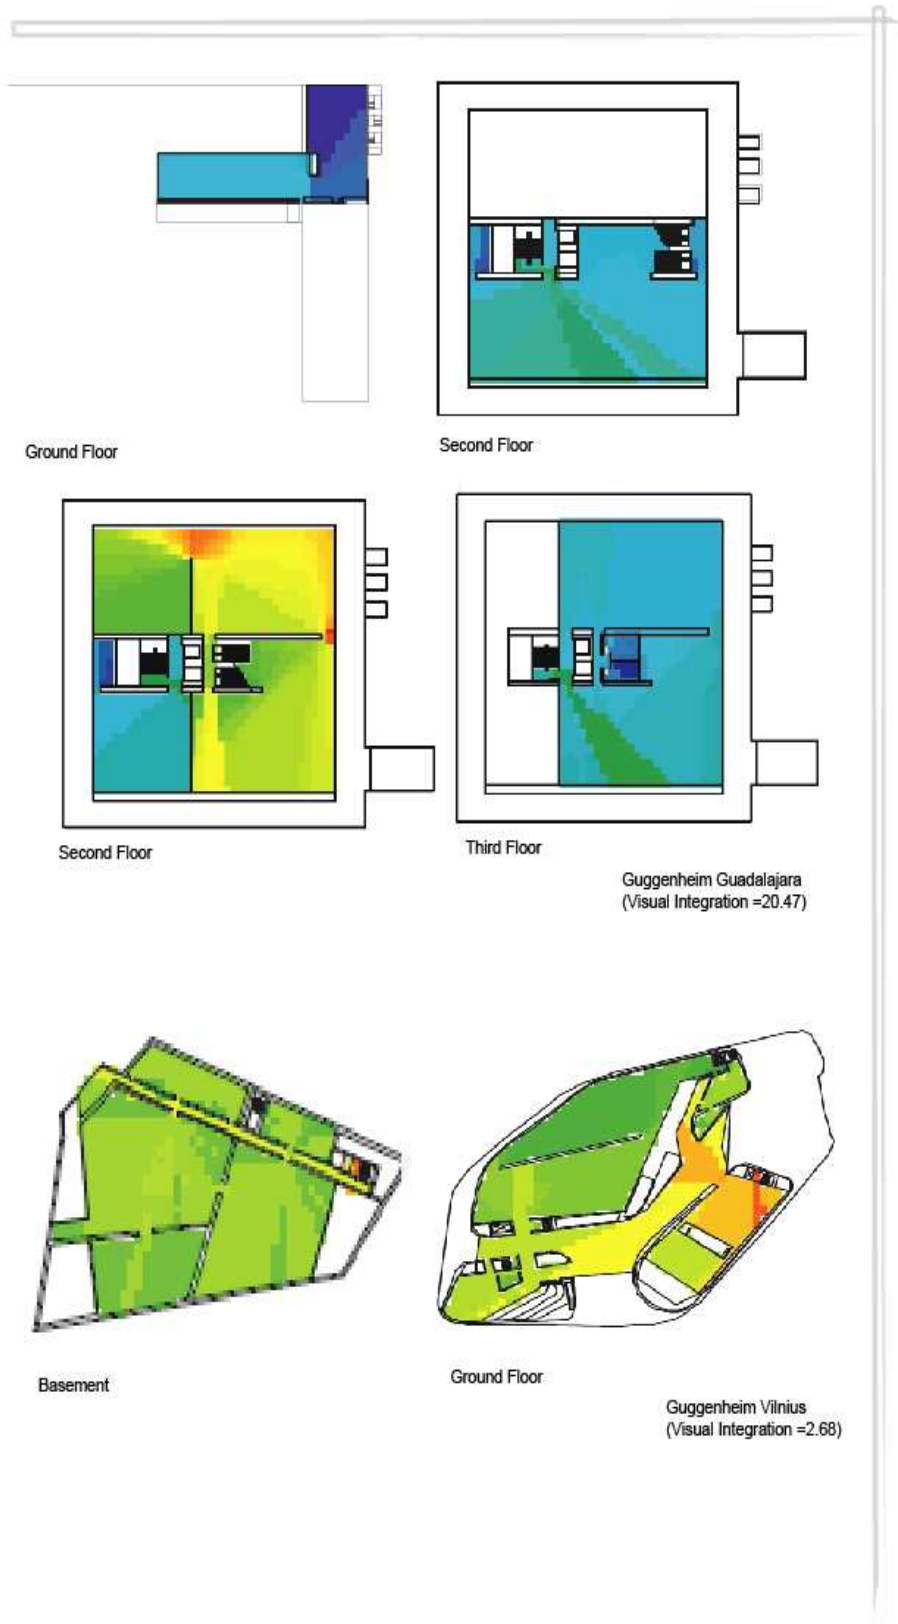 Ground Floor
Second Floor
Second Floor
Third Floor
Guggenheim Guadalajara
(Visual Integration =20.47)
Basement
Ground Floor
Guggenheim Vilnius
(Visual Integration =2.68)